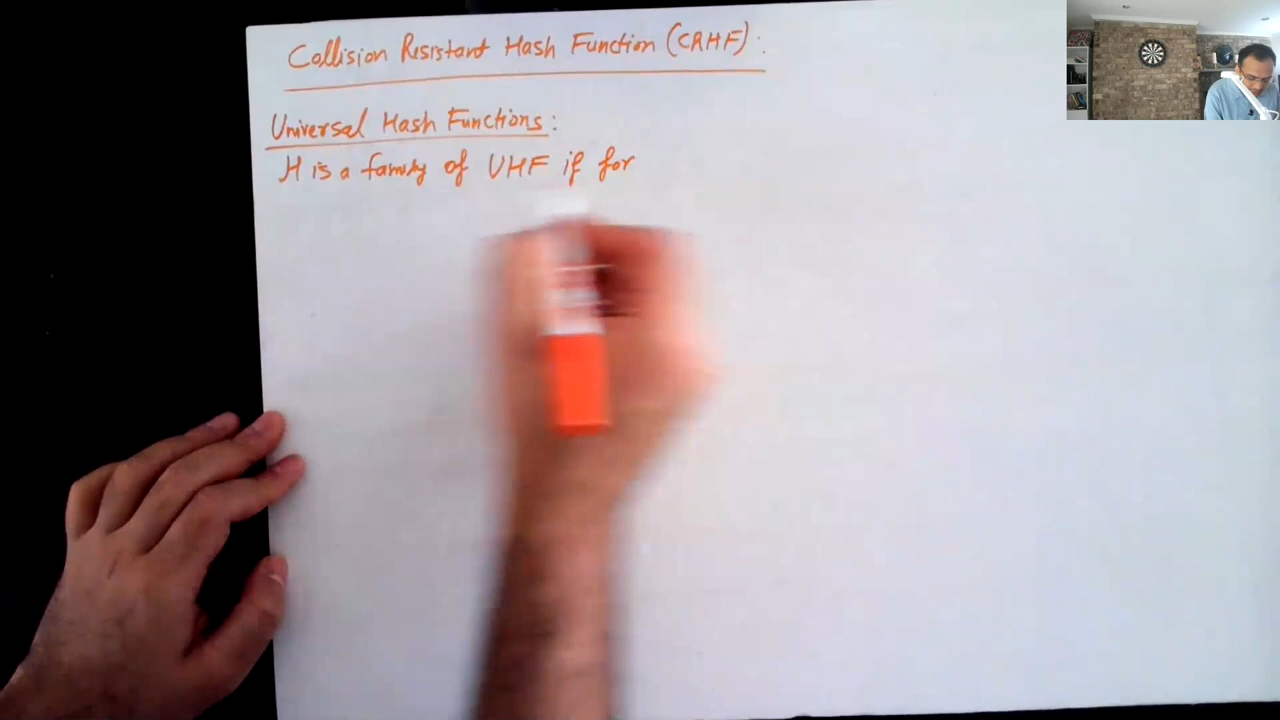 Collision Resistant Hash Function (CRHF):
Universal Hash Functions:
H is a family of UHF if for